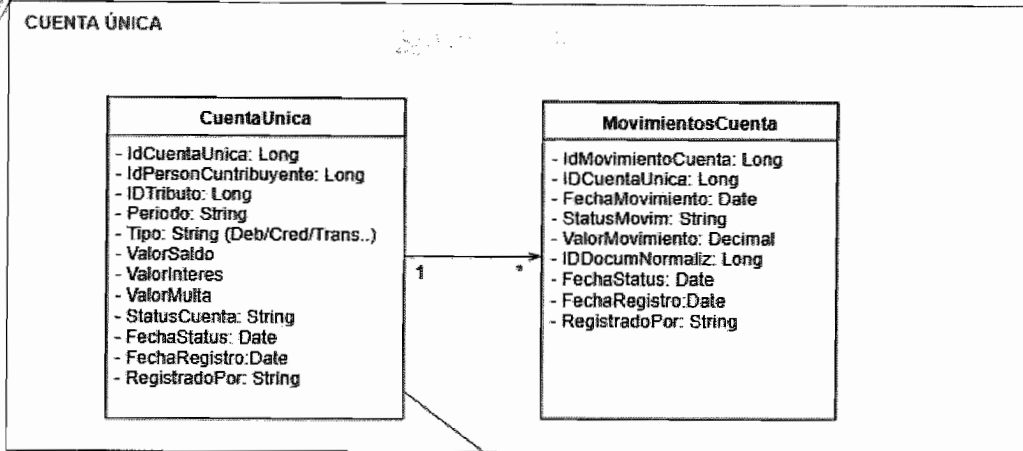 CUENTA ÚNICA
CuentaUnica
- IdCuentaUnica: Long
- IdPersonCuntribuyente: Long
- IDTributo: Long
- Periodo: String
- Tipo: String (Deb/Cred/Trans..)
- ValorSaldo
- ValorInteres
- ValorMulta
- StatusCuenta: String
- FechaStatus: Date
- FechaRegistro:Date
- RegistradoPor: String
1
*
MovimientosCuenta
- IdMovimientoCuenta: Long
- IDCuentaUnica: Long
- FechaMovimiento: Date
- StatusMovim: String
- ValorMovimiento: Decimal
- IDDocumNormaliz: Long
- FechaStatus: Date
- FechaRegistro:Date
- RegistradoPor: String